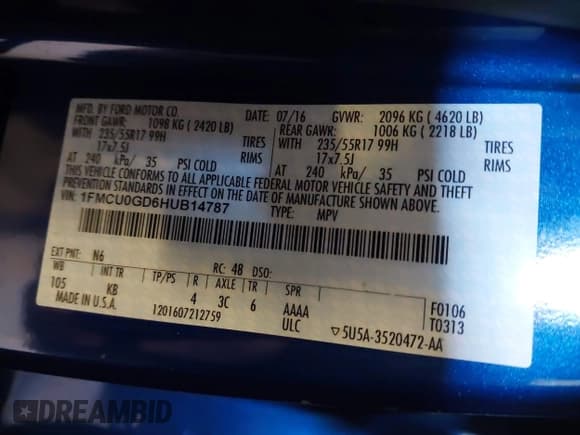 MFD. BY FORD MOTOR CO.
DATE: 07/16 GVWR: 2096 KG ( 4620 LB)
FRONT GAWR: 1098 KG ( 2420 LB) REAR GAWR: 1006 KG ( 2218 LB)
WITH 235/55R17 99H TIRES WITH 235/55R17 99H TIRES
17x7.5J RIMS 17x7.5J RIMS
AT 240 kPa/ 35 PSI COLD AT 240 kPa/ 35 PSI COLD
THIS VEHICLE CONFORMS TO ALL APPLICABLE FEDERAL MOTOR VEHICLE SAFETY AND THEFT
PREVENTION STANDARDS IN EFFECT ON THE DATE OF MANUFACTURE SHOWN ABOVE.
VIN: 1FMCU0GD6HUB14787 TYPE: MPV
EXT PNT: N6 RC: 48 DSO:
WB INT TR TP/PS R AXLE TR SPR
105 KB 4 3C 6 AAAA F0106
MADE IN U.S.A. 1201607212759 ULC T0313
▽5U5A-3520472-AA
DREAMBID